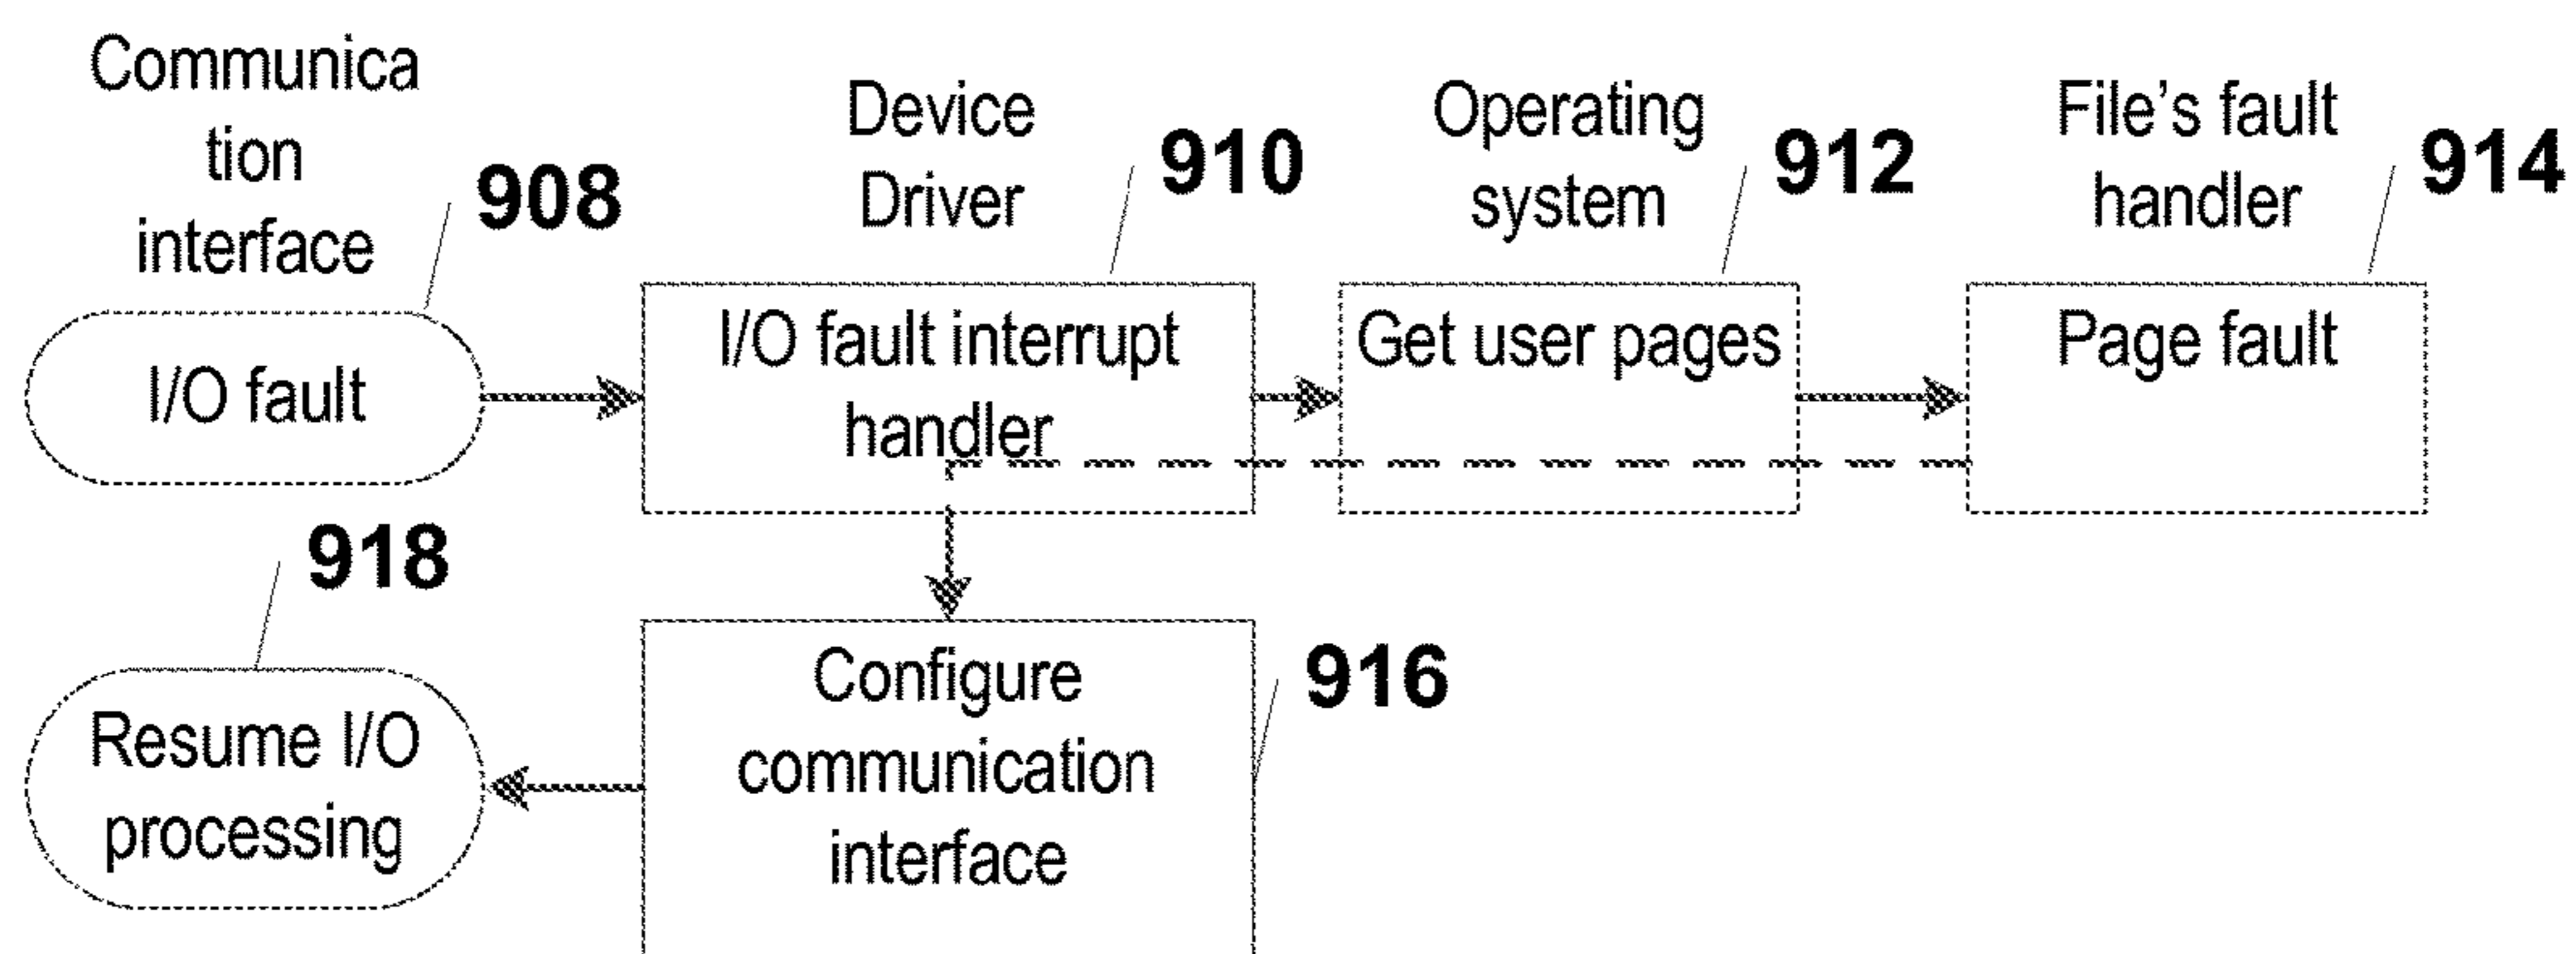 Communica
tion
interface
908
Device
Driver
910
Operating
system
912
File's fault
handler
914
I/O fault
I/O fault interrupt
handler
Get user pages
Page fault
918
Resume I/O
processing
Configure
communication
interface
916